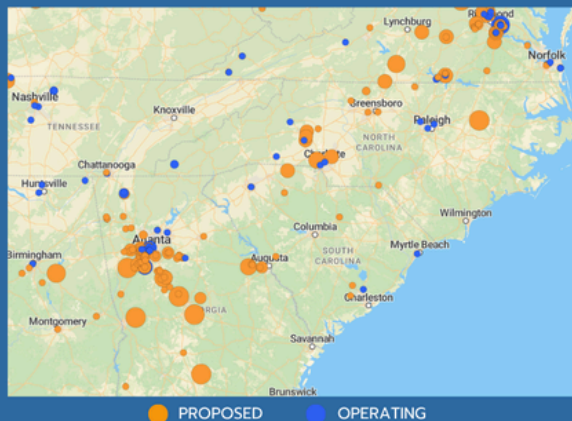 Lynchburg
Richmond
Norfolk
Nashville
Knoxville
Greensboro
Raleigh
TENNESSEE
NORTH
CAROLINA
Chattanooga
Charlotte
Huntsville
Wilmington
Columbia
Atlanta
Myrtle Beach
SOUTH
CAROLINA
Birmingham
Augusta
Charleston
GEORGIA
Montgomery
Savannah
Brunswick
PROPOSED
OPERATING